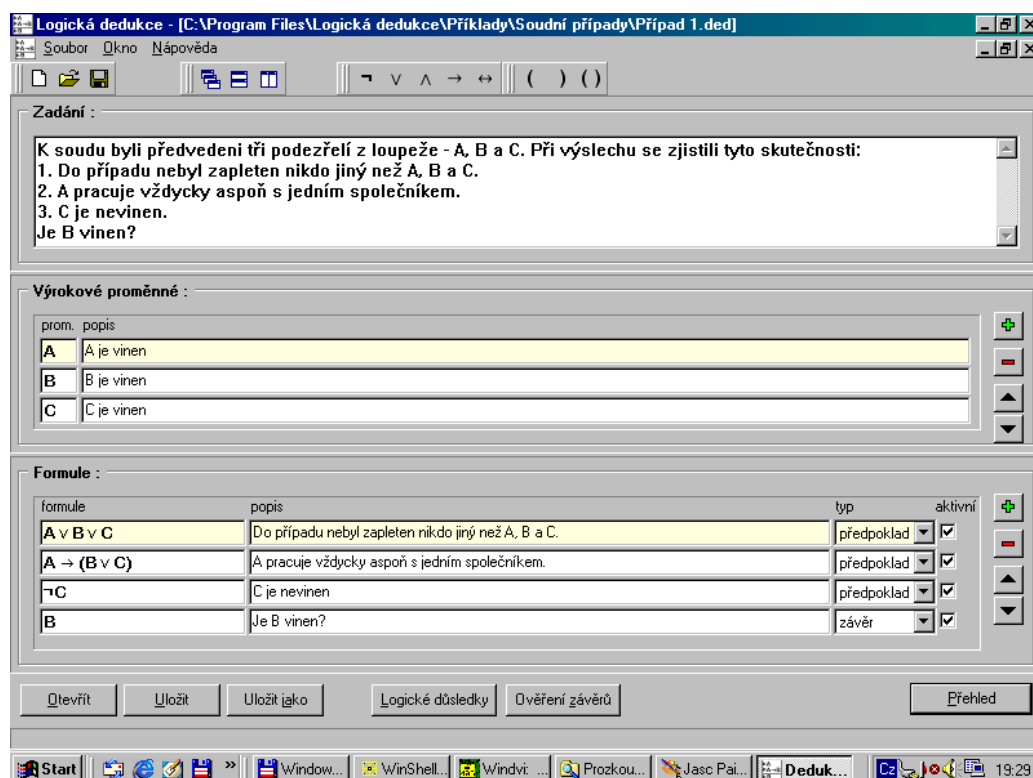 Logická dedukce - [C:\Program Files\Logická dedukce\Příklady\Soudní případy\Případ 1.ded]
Soubor Okno Nápověda
¬ ∨ ∧ → ↔ ( ) ()
Zadání :
K soudu byli předvedeni tři podezřelí z loupeže - A, B a C. Při výslechu se zjistili tyto skutečnosti:
1. Do případu nebyl zapleten nikdo jiný než A, B a C.
2. A pracuje vždycky aspoň s jedním společníkem.
3. C je nevinen.
Je B vinen?
Výrokové proměnné :
prom. popis
A A je vinen
B B je vinen
C C je vinen
Formule :
formule popis typ aktivní
A ∨ B ∨ C Do případu nebyl zapleten nikdo jiný než A, B a C. předpoklad
A → (B ∨ C) A pracuje vždycky aspoň s jedním společníkem. předpoklad
¬C C je nevinen předpoklad
B Je B vinen? závěr
Otevřít Uložit Uložit jako Logické důsledky Ověření závěrů Přehled
Start » Window... WinShell... Windvi: ... Prozkou... Jasc Pai... Deduk... Cz 19:29